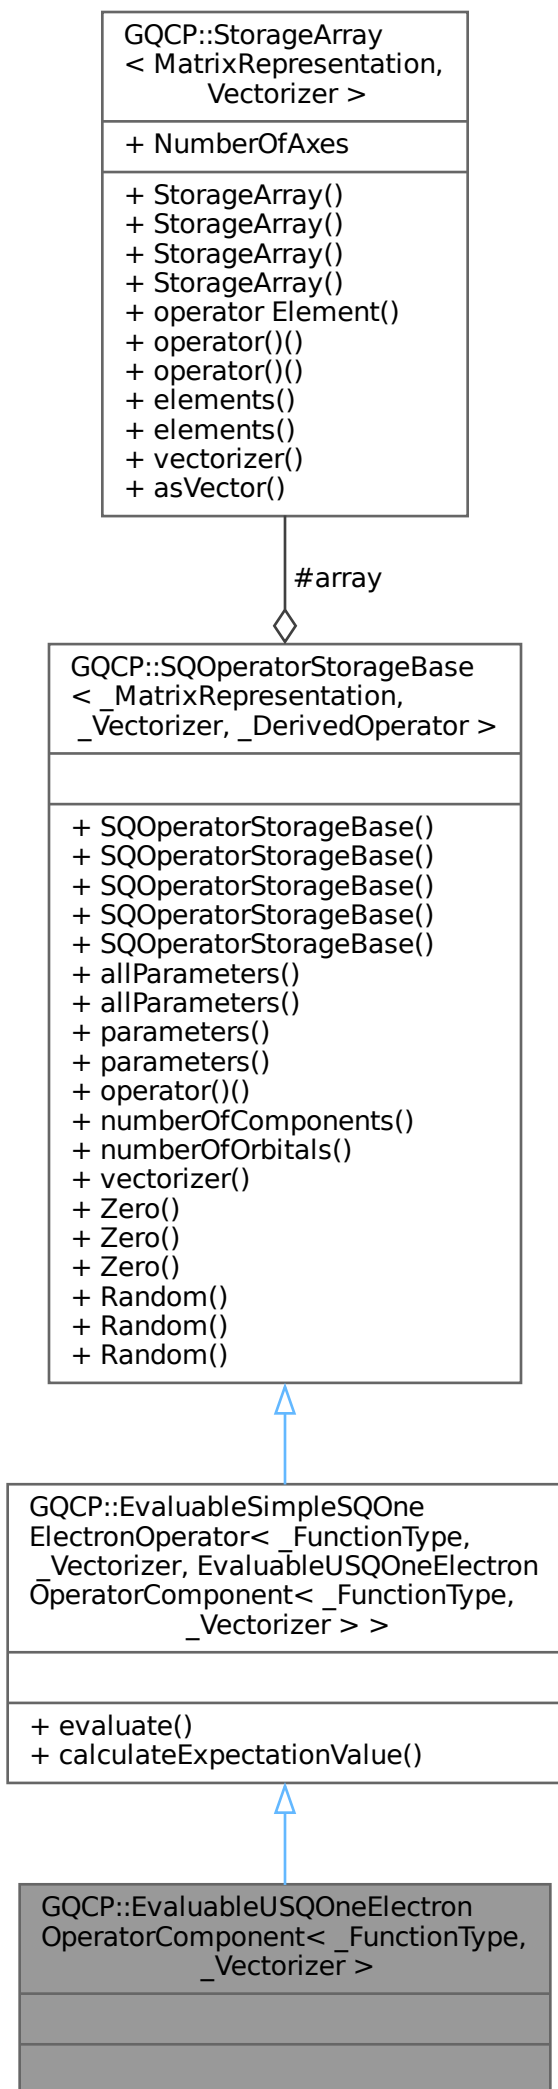 GQCP::StorageArray
< MatrixRepresentation,
Vectorizer >
+ NumberOfAxes
+ StorageArray()
+ StorageArray()
+ StorageArray()
+ StorageArray()
+ operator Element()
+ operator()()
+ operator()()
+ elements()
+ elements()
+ vectorizer()
+ asVector()
#array
GQCP::SQOperatorStorageBase
< _MatrixRepresentation,
_Vectorizer, _DerivedOperator >
+ SQOperatorStorageBase()
+ SQOperatorStorageBase()
+ SQOperatorStorageBase()
+ SQOperatorStorageBase()
+ SQOperatorStorageBase()
+ allParameters()
+ allParameters()
+ parameters()
+ parameters()
+ operator()()
+ numberOfComponents()
+ numberOfOrbitals()
+ vectorizer()
+ Zero()
+ Zero()
+ Zero()
+ Random()
+ Random()
+ Random()
GQCP::EvaluableSimpleSQOne
ElectronOperator< _FunctionType,
_Vectorizer, EvaluableUSQOneElectron
OperatorComponent< _FunctionType,
_Vectorizer > >
+ evaluate()
+ calculateExpectationValue()
GQCP::EvaluableUSQOneElectron
OperatorComponent< _FunctionType,
_Vectorizer >